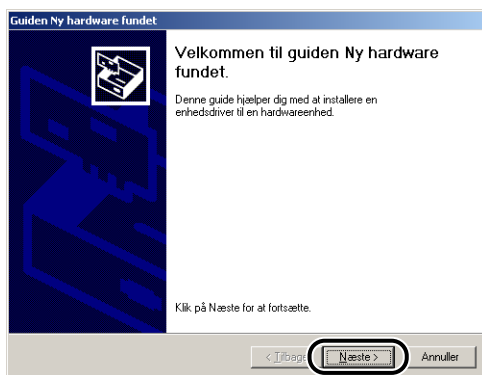 Guiden Ny hardware fundet
Velkommen til guiden Ny hardware
fundet.
Denne guide hjælper dig med at installere en
enhedsdriver til en hardwareenhed.
Klik på Næste for at fortsætte.
< Tilbage Næste > Annuller